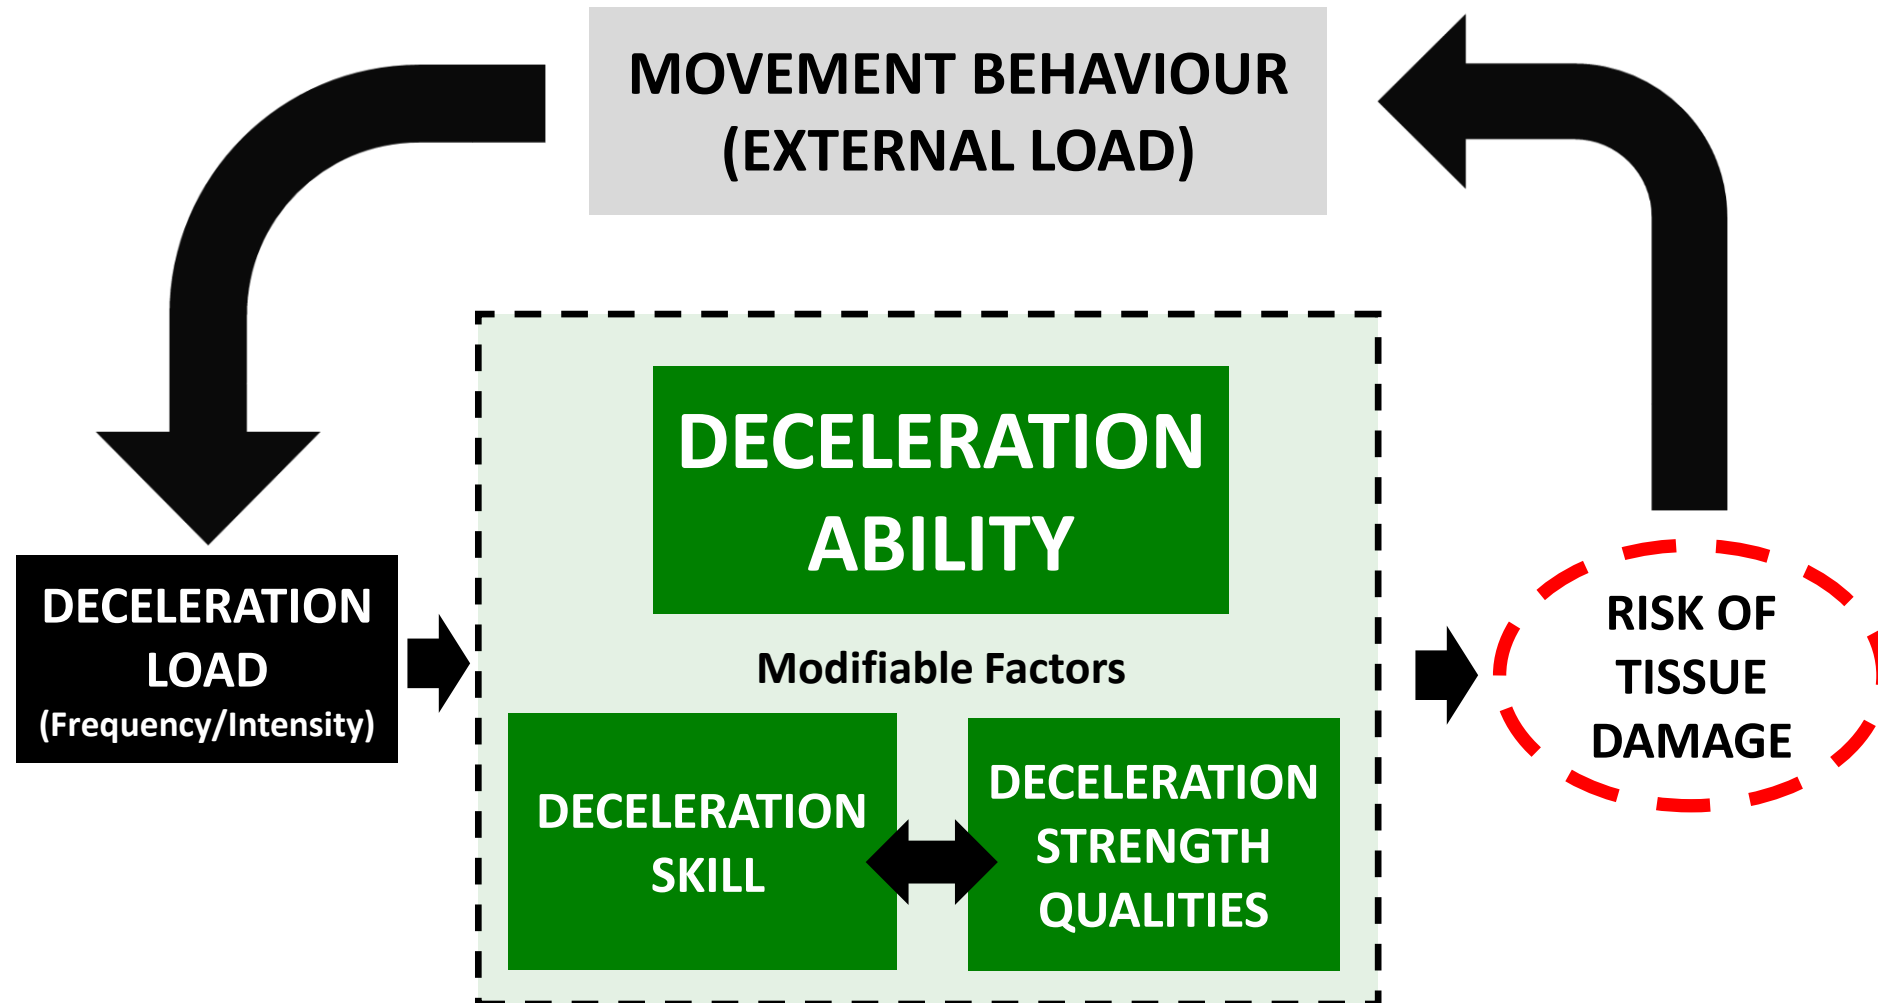 MOVEMENT BEHAVIOUR
(EXTERNAL LOAD)
DECELERATION
LOAD
(Frequency/Intensity)
DECELERATION
ABILITY
Modifiable Factors
DECELERATION
SKILL
DECELERATION
STRENGTH
QUALITIES
RISK OF
TISSUE
DAMAGE